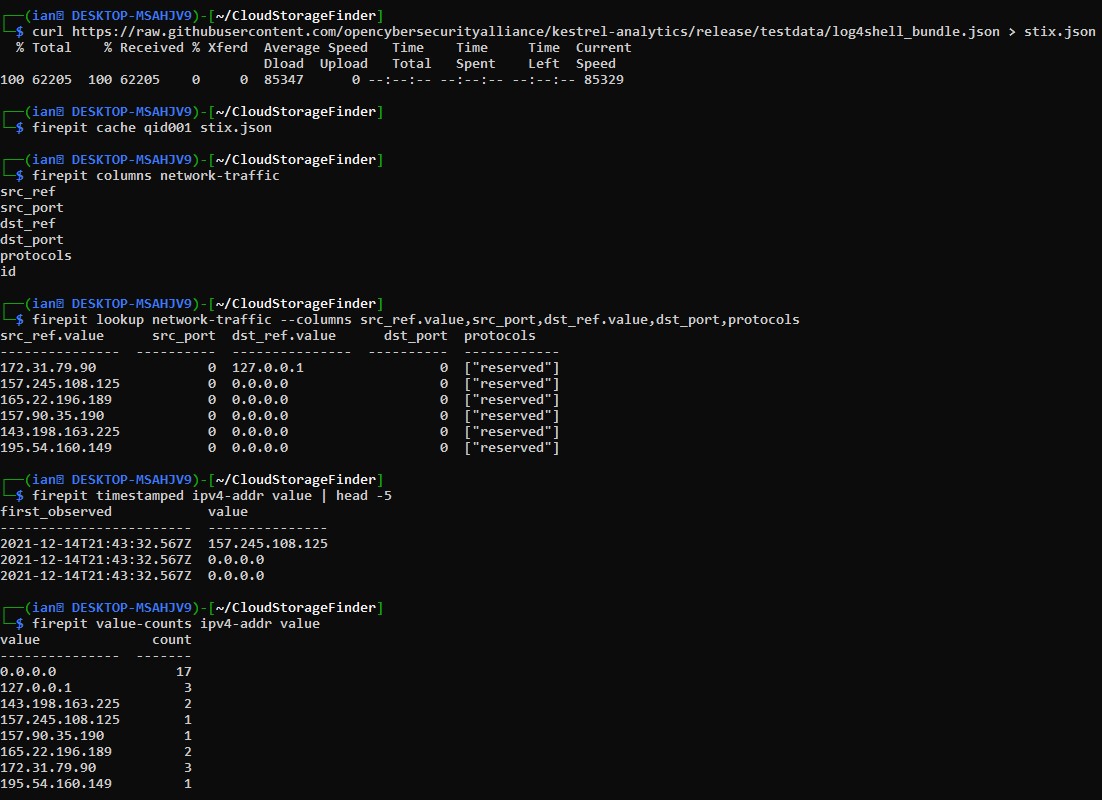 ┌──(ian㉿ DESKTOP-MSAHJV9)-[~/CloudStorageFinder]
└─$ curl https://raw.githubusercontent.com/opencybersecurityalliance/kestrel-analytics/release/testdata/log4shell_bundle.json > stix.json
  % Total    % Received % Xferd  Average Speed   Time    Time     Time  Current
                                 Dload  Upload   Total   Spent    Left  Speed
100 62205  100 62205    0     0  85347      0 --:--:-- --:--:-- --:--:-- 85329
┌──(ian㉿ DESKTOP-MSAHJV9)-[~/CloudStorageFinder]
└─$ firepit cache qid001 stix.json
┌──(ian㉿ DESKTOP-MSAHJV9)-[~/CloudStorageFinder]
└─$ firepit columns network-traffic
src_ref
src_port
dst_ref
dst_port
protocols
id
┌──(ian㉿ DESKTOP-MSAHJV9)-[~/CloudStorageFinder]
└─$ firepit lookup network-traffic --columns src_ref.value,src_port,dst_ref.value,dst_port,protocols
src_ref.value      src_port  dst_ref.value      dst_port  protocols
---------------  ----------  ---------------  ----------  ------------
172.31.79.90              0  127.0.0.1                 0  ["reserved"]
157.245.108.125           0  0.0.0.0                   0  ["reserved"]
165.22.196.189            0  0.0.0.0                   0  ["reserved"]
157.90.35.190             0  0.0.0.0                   0  ["reserved"]
143.198.163.225           0  0.0.0.0                   0  ["reserved"]
195.54.160.149            0  0.0.0.0                   0  ["reserved"]
┌──(ian㉿ DESKTOP-MSAHJV9)-[~/CloudStorageFinder]
└─$ firepit timestamped ipv4-addr value | head -5
first_observed            value
------------------------  ---------------
2021-12-14T21:43:32.567Z  157.245.108.125
2021-12-14T21:43:32.567Z  0.0.0.0
2021-12-14T21:43:32.567Z  0.0.0.0
┌──(ian㉿ DESKTOP-MSAHJV9)-[~/CloudStorageFinder]
└─$ firepit value-counts ipv4-addr value
value              count
---------------  -------
0.0.0.0               17
127.0.0.1              3
143.198.163.225        2
157.245.108.125        1
157.90.35.190          1
165.22.196.189         2
172.31.79.90           3
195.54.160.149         1